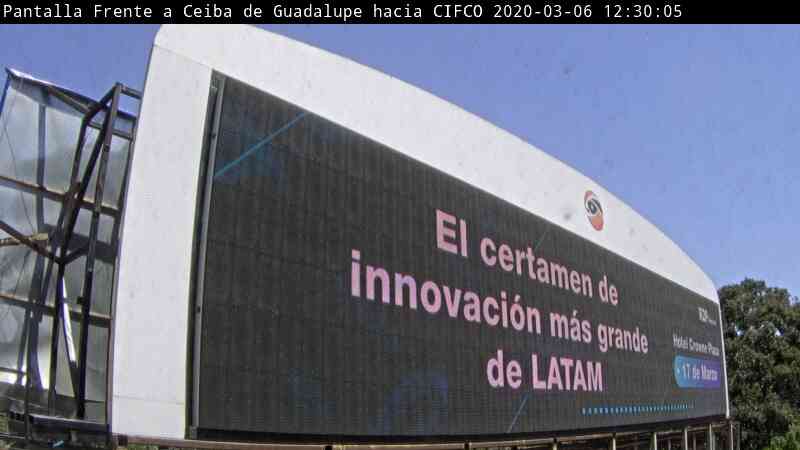 Pantalla Frente a Ceiba de Guadalupe hacia CIFCO 2020-03-06 12:30:05
El certamen de
innovación más grande
de LATAM
Hotel Crowne Plaza
17 de Marzo